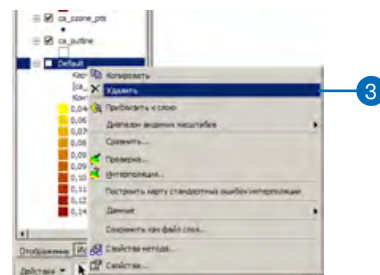 ca_ozone_pts
ca_outline
Default
Копировать
Удалить
3
Приблизить к слою
Диапазон видимых масштабов
Сравнить...
Проверка...
Интерполяция...
Построить карту стандартных ошибок интерполяции
Данные
Сохранить как файл слоя...
Свойства метода...
Свойства...
Отображение
Действия